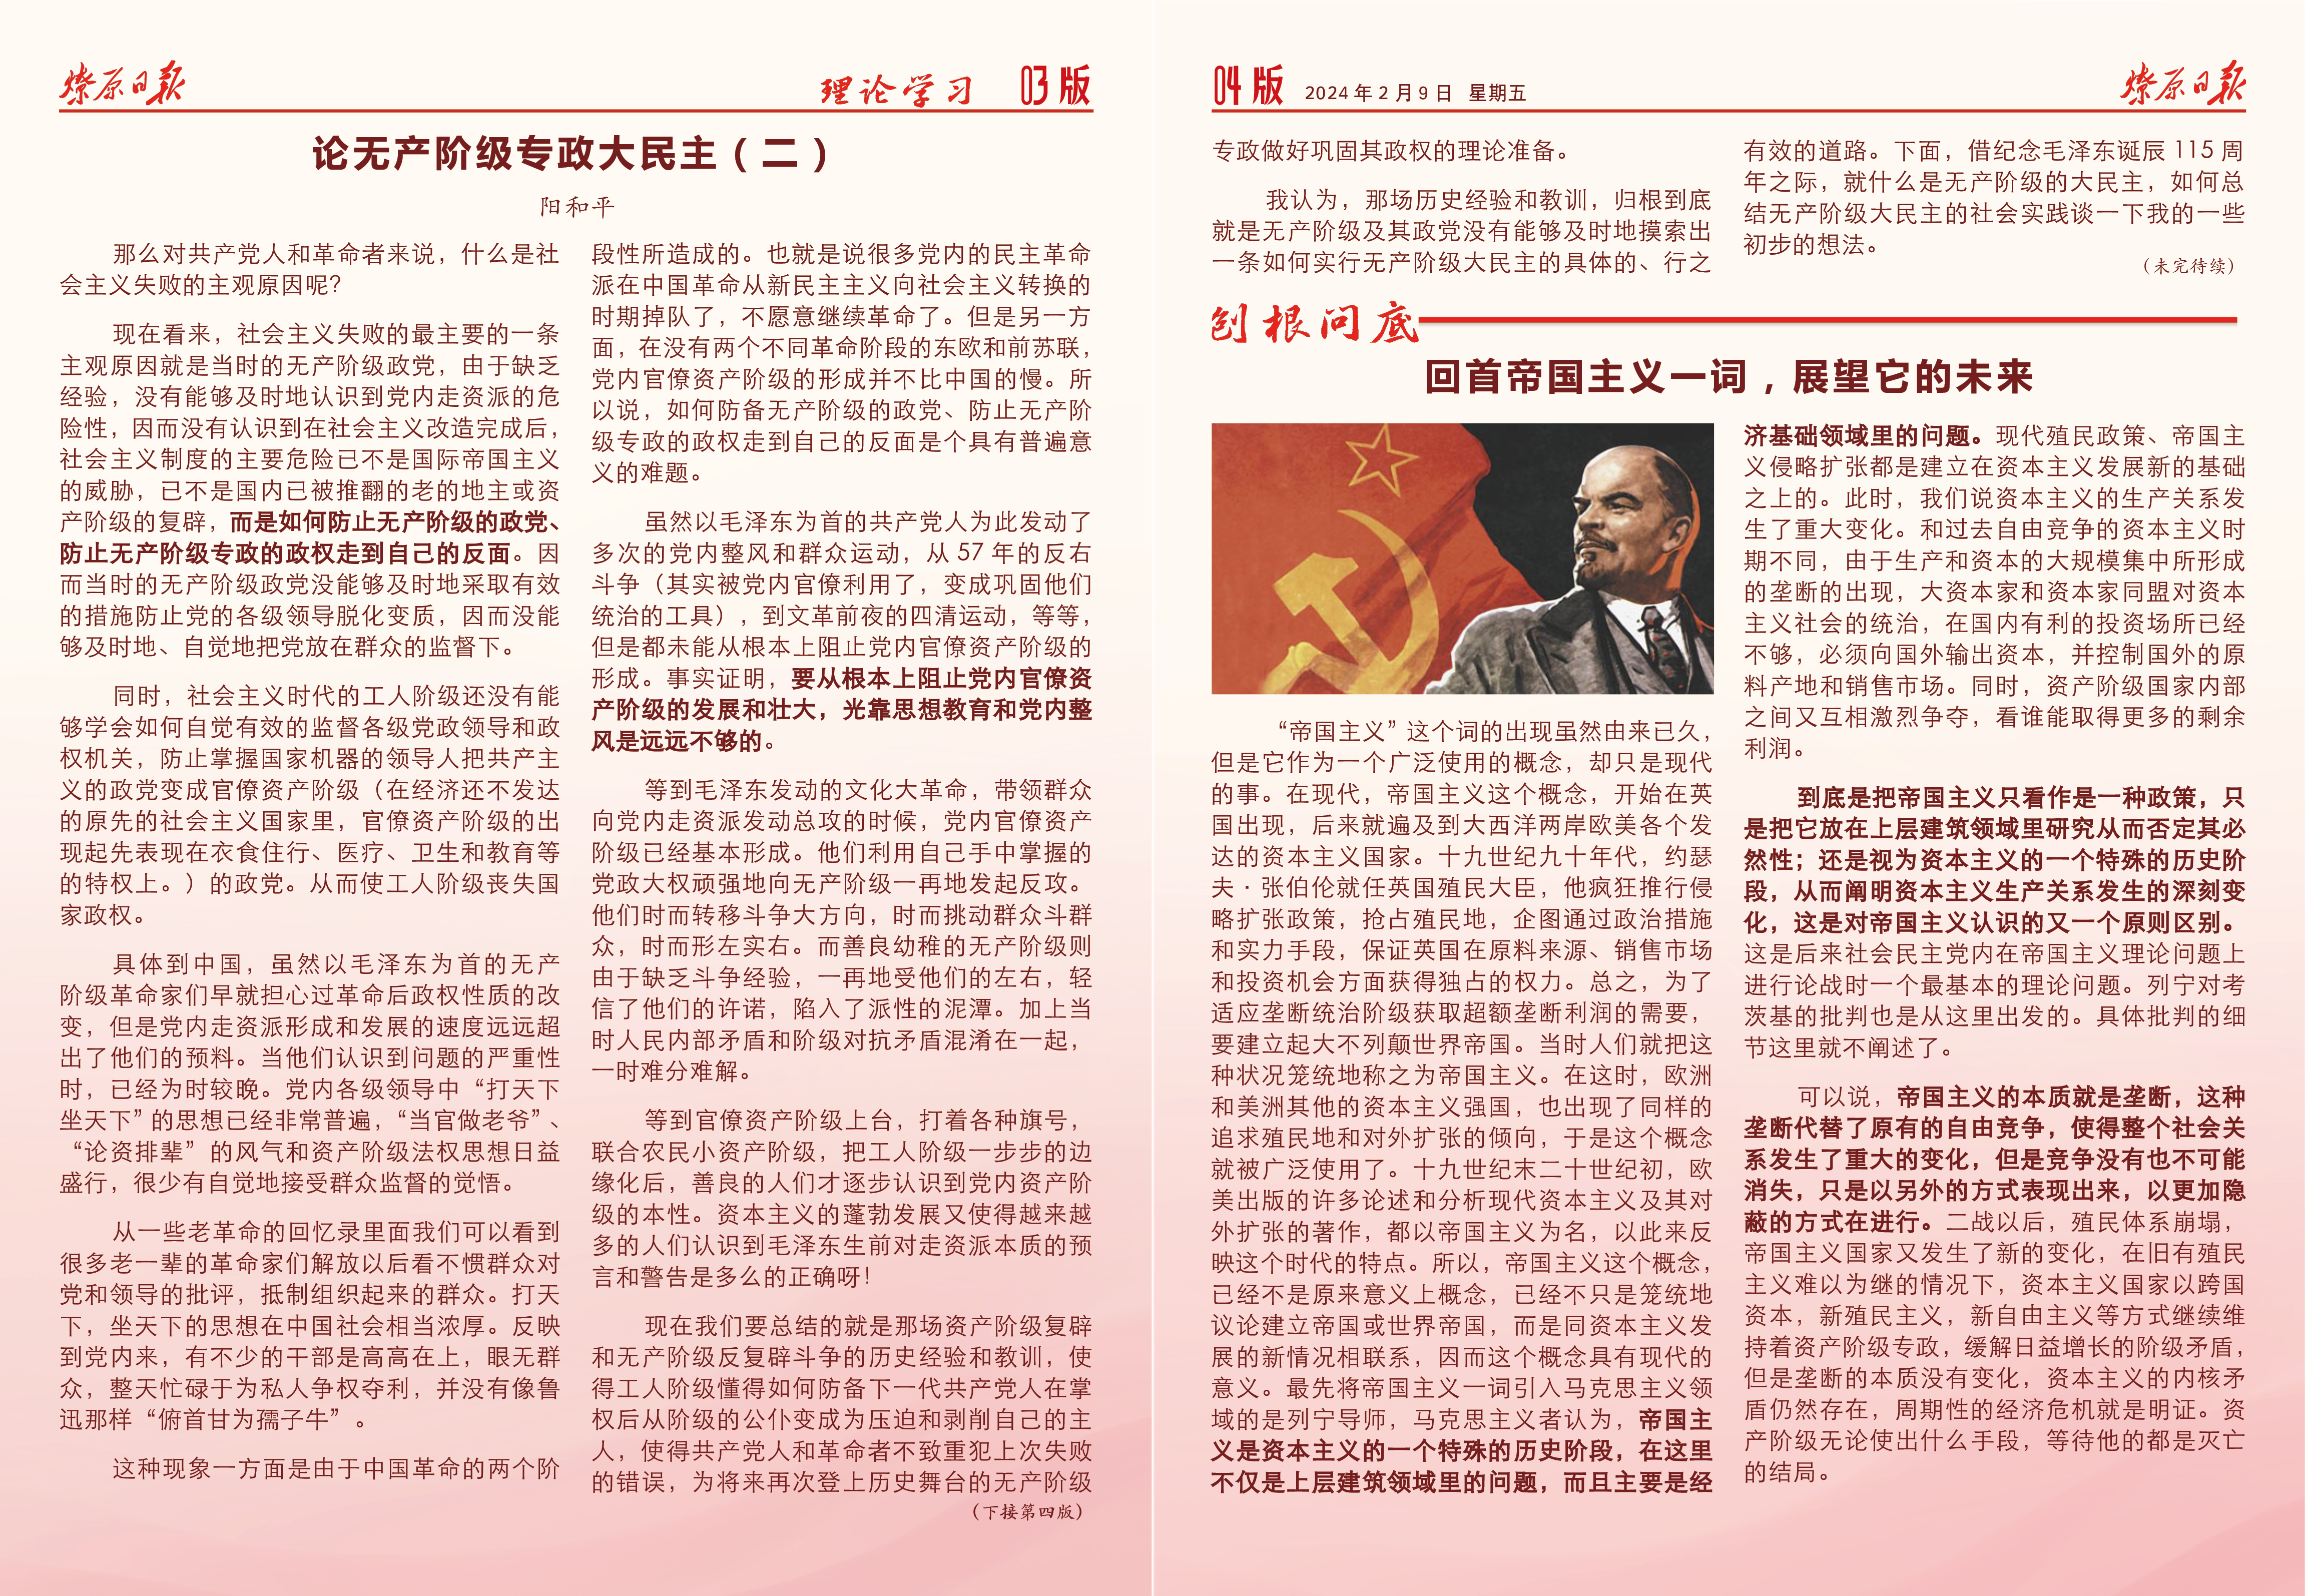 燎原日报
理论学习
03版
论无产阶级专政大民主（二）
阳和平
那么对共产党人和革命者来说，什么是社
会主义失败的主观原因呢？
现在看来，社会主义失败的最主要的一条
主观原因就是当时的无产阶级政党，由于缺乏
经验，没有能够及时地认识到党内走资派的危
险性，因而没有认识到在社会主义改造完成后，
社会主义制度的主要危险已不是国际帝国主义
的威胁，已不是国内已被推翻的老的地主或资
产阶级的复辟，而是如何防止无产阶级的政党、
防止无产阶级专政的政权走到自己的反面。因
而当时的无产阶级政党没能够及时地采取有效
的措施防止党的各级领导脱化变质，因而没能
够及时地、自觉地把党放在群众的监督下。
同时，社会主义时代的工人阶级还没有能
够学会如何自觉有效的监督各级党政领导和政
权机关，防止掌握国家机器的领导人把共产主
义的政党变成官僚资产阶级（在经济还不发达
的原先的社会主义国家里，官僚资产阶级的出
现起先表现在衣食住行、医疗、卫生和教育等
的特权上。）的政党。从而使工人阶级丧失国
家政权。
具体到中国，虽然以毛泽东为首的无产
阶级革命家们早就担心过革命后政权性质的改
变，但是党内走资派形成和发展的速度远远超
出了他们的预料。当他们认识到问题的严重性
时，已经为时较晚。党内各级领导中“打天下
坐天下”的思想已经非常普遍，“当官做老爷”、
“论资排辈”的风气和资产阶级法权思想日益
盛行，很少有自觉地接受群众监督的觉悟。
从一些老革命的回忆录里面我们可以看到
很多老一辈的革命家们解放以后看不惯群众对
党和领导的批评，抵制组织起来的群众。打天
下，坐天下的思想在中国社会相当浓厚。反映
到党内来，有不少的干部是高高在上，眼无群
众，整天忙碌于为私人争权夺利，并没有像鲁
迅那样“俯首甘为孺子牛”。
这种现象一方面是由于中国革命的两个阶
段性所造成的。也就是说很多党内的民主革命
派在中国革命从新民主主义向社会主义转换的
时期掉队了，不愿意继续革命了。但是另一方
面，在没有两个不同革命阶段的东欧和前苏联，
党内官僚资产阶级的形成并不比中国的慢。所
以说，如何防备无产阶级的政党、防止无产阶
级专政的政权走到自己的反面是个具有普遍意
义的难题。
虽然以毛泽东为首的共产党人为此发动了
多次的党内整风和群众运动，从 57 年的反右
斗争（其实被党内官僚利用了，变成巩固他们
统治的工具），到文革前夜的四清运动，等等，
但是都未能从根本上阻止党内官僚资产阶级的
形成。事实证明，要从根本上阻止党内官僚资
产阶级的发展和壮大，光靠思想教育和党内整
风是远远不够的。
等到毛泽东发动的文化大革命，带领群众
向党内走资派发动总攻的时候，党内官僚资产
阶级已经基本形成。他们利用自己手中掌握的
党政大权顽强地向无产阶级一再地发起反攻。
他们时而转移斗争大方向，时而挑动群众斗群
众，时而形左实右。而善良幼稚的无产阶级则
由于缺乏斗争经验，一再地受他们的左右，轻
信了他们的许诺，陷入了派性的泥潭。加上当
时人民内部矛盾和阶级对抗矛盾混淆在一起，
一时难分难解。
等到官僚资产阶级上台，打着各种旗号，
联合农民小资产阶级，把工人阶级一步步的边
缘化后，善良的人们才逐步认识到党内资产阶
级的本性。资本主义的蓬勃发展又使得越来越
多的人们认识到毛泽东生前对走资派本质的预
言和警告是多么的正确呀！
现在我们要总结的就是那场资产阶级复辟
和无产阶级反复辟斗争的历史经验和教训，使
得工人阶级懂得如何防备下一代共产党人在掌
权后从阶级的公仆变成为压迫和剥削自己的主
人，使得共产党人和革命者不致重犯上次失败
的错误，为将来再次登上历史舞台的无产阶级
（下接第四版）
04版
2024 年 2 月 9 日 星期五
燎原日报
专政做好巩固其政权的理论准备。
我认为，那场历史经验和教训，归根到底
就是无产阶级及其政党没有能够及时地摸索出
一条如何实行无产阶级大民主的具体的、行之
有效的道路。下面，借纪念毛泽东诞辰 115 周
年之际，就什么是无产阶级的大民主，如何总
结无产阶级大民主的社会实践谈一下我的一些
初步的想法。
（未完待续）
刨根问底
回首帝国主义一词，展望它的未来
“帝国主义”这个词的出现虽然由来已久，
但是它作为一个广泛使用的概念，却只是现代
的事。在现代，帝国主义这个概念，开始在英
国出现，后来就遍及到大西洋两岸欧美各个发
达的资本主义国家。十九世纪九十年代，约瑟
夫·张伯伦就任英国殖民大臣，他疯狂推行侵
略扩张政策，抢占殖民地，企图通过政治措施
和实力手段，保证英国在原料来源、销售市场
和投资机会方面获得独占的权力。总之，为了
适应垄断统治阶级获取超额垄断利润的需要，
要建立起大不列颠世界帝国。当时人们就把这
种状况笼统地称之为帝国主义。在这时，欧洲
和美洲其他的资本主义强国，也出现了同样的
追求殖民地和对外扩张的倾向，于是这个概念
就被广泛使用了。十九世纪末二十世纪初，欧
美出版的许多论述和分析现代资本主义及其对
外扩张的著作，都以帝国主义为名，以此来反
映这个时代的特点。所以，帝国主义这个概念，
已经不是原来意义上概念，已经不只是笼统地
议论建立帝国或世界帝国，而是同资本主义发
展的新情况相联系，因而这个概念具有现代的
意义。最先将帝国主义一词引入马克思主义领
域的是列宁导师，马克思主义者认为，帝国主
义是资本主义的一个特殊的历史阶段，在这里
不仅是上层建筑领域里的问题，而且主要是经
济基础领域里的问题。现代殖民政策、帝国主
义侵略扩张都是建立在资本主义发展新的基础
之上的。此时，我们说资本主义的生产关系发
生了重大变化。和过去自由竞争的资本主义时
期不同，由于生产和资本的大规模集中所形成
的垄断的出现，大资本家和资本家同盟对资本
主义社会的统治，在国内有利的投资场所已经
不够，必须向国外输出资本，并控制国外的原
料产地和销售市场。同时，资产阶级国家内部
之间又互相激烈争夺，看谁能取得更多的剩余
利润。
到底是把帝国主义只看作是一种政策，只
是把它放在上层建筑领域里研究从而否定其必
然性；还是视为资本主义的一个特殊的历史阶
段，从而阐明资本主义生产关系发生的深刻变
化，这是对帝国主义认识的又一个原则区别。
这是后来社会民主党内在帝国主义理论问题上
进行论战时一个最基本的理论问题。列宁对考
茨基的批判也是从这里出发的。具体批判的细
节这里就不阐述了。
可以说，帝国主义的本质就是垄断，这种
垄断代替了原有的自由竞争，使得整个社会关
系发生了重大的变化，但是竞争没有也不可能
消失，只是以另外的方式表现出来，以更加隐
蔽的方式在进行。二战以后，殖民体系崩塌，
帝国主义国家又发生了新的变化，在旧有殖民
主义难以为继的情况下，资本主义国家以跨国
资本，新殖民主义，新自由主义等方式继续维
持着资产阶级专政，缓解日益增长的阶级矛盾，
但是垄断的本质没有变化，资本主义的内核矛
盾仍然存在，周期性的经济危机就是明证。资
产阶级无论使出什么手段，等待他的都是灭亡
的结局。